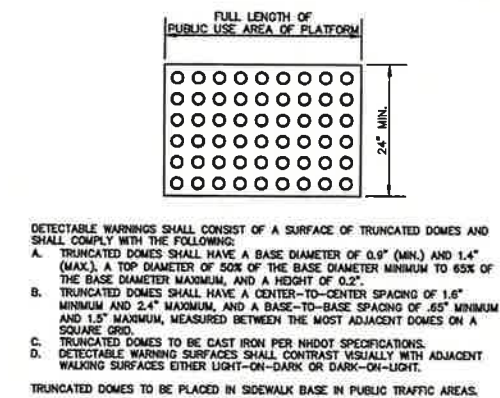 FULL LENGTH OF
PUBLIC USE AREA OF PLATFORM
24" MIN.
DETECTABLE WARNINGS SHALL CONSIST OF A SURFACE OF TRUNCATED DOMES AND
SHALL COMPLY WITH THE FOLLOWING:
A. TRUNCATED DOMES SHALL HAVE A BASE DIAMETER OF 0.9" (MIN.) AND 1.4"
(MAX.), A TOP DIAMETER OF 50% OF THE BASE DIAMETER MINIMUM TO 65% OF
THE BASE DIAMETER MAXIMUM, AND A HEIGHT OF 0.2".
B. TRUNCATED DOMES SHALL HAVE A CENTER-TO-CENTER SPACING OF 1.6"
MINIMUM AND 2.4" MAXIMUM, AND A BASE-TO-BASE SPACING OF .65" MINIMUM
AND 1.5" MAXIMUM, MEASURED BETWEEN THE MOST ADJACENT DOMES ON A
SQUARE GRID.
C. TRUNCATED DOMES TO BE CAST IRON PER NHDOT SPECIFICATIONS.
D. DETECTABLE WARNING SURFACES SHALL CONTRAST VISUALLY WITH ADJACENT
WALKING SURFACES EITHER LIGHT-ON-DARK OR DARK-ON-LIGHT.
TRUNCATED DOMES TO BE PLACED IN SIDEWALK BASE IN PUBLIC TRAFFIC AREAS.